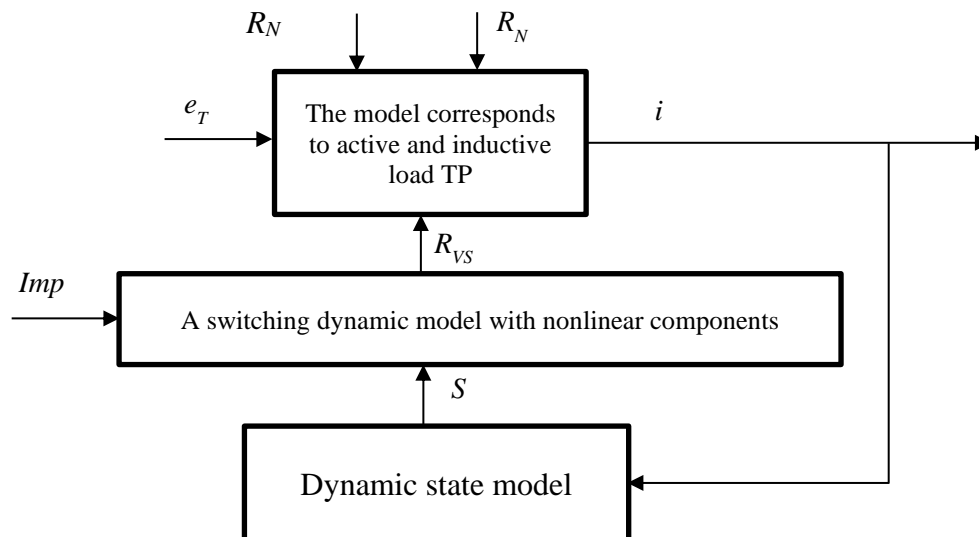 R_N R_N
e_T
The model corresponds
to active and inductive
load TP
i
R_VS
Imp
A switching dynamic model with nonlinear components
S
Dynamic state model